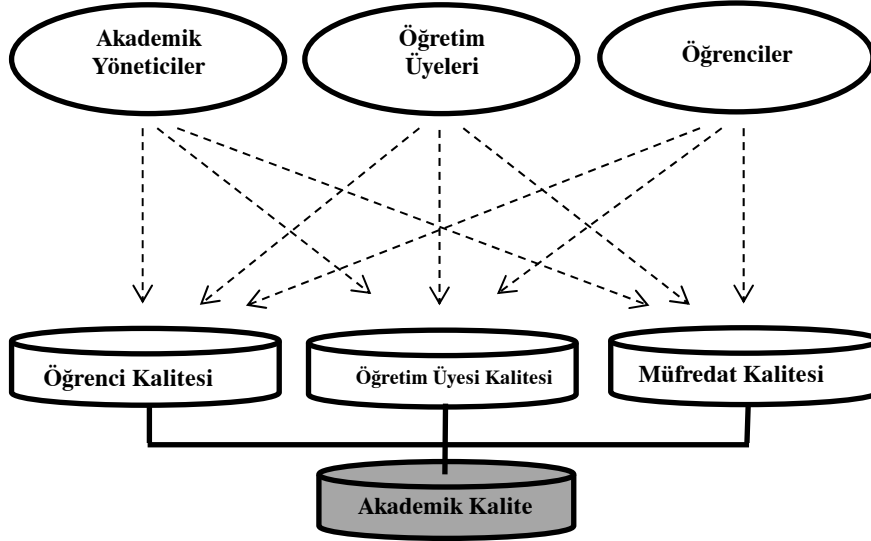 Akademik
Yöneticiler
Öğretim
Üyeleri
Öğrenciler
Öğrenci Kalitesi
Öğretim Üyesi Kalitesi
Müfredat Kalitesi
Akademik Kalite